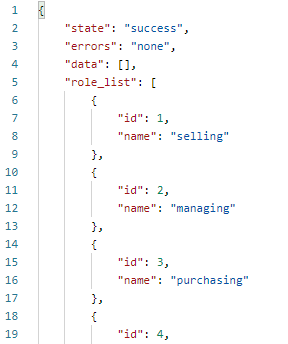 1 {
2 "state": "success",
3 "errors": "none",
4 "data": [],
5 "role_list": [
6 {
7 "id": 1,
8 "name": "selling"
9 },
10 {
11 "id": 2,
12 "name": "managing"
13 },
14 {
15 "id": 3,
16 "name": "purchasing"
17 },
18 {
19 "id": 4,